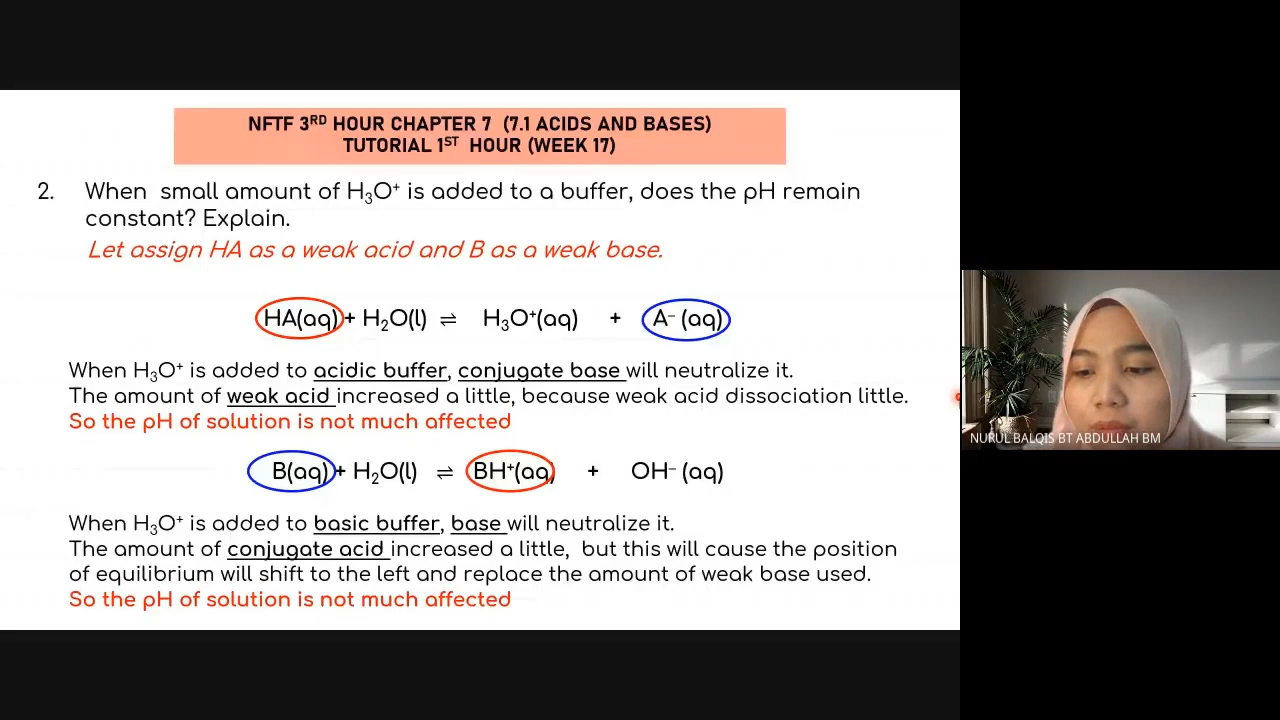 NFTF 3RD HOUR CHAPTER 7 (7.1 ACIDS AND BASES)
TUTORIAL 1ST HOUR (WEEK 17)
2. When small amount of H₃O⁺ is added to a buffer, does the pH remain
constant? Explain.
Let assign HA as a weak acid and B as a weak base.
HA(aq) + H₂O(l) ⇌ H₃O⁺(aq) + A⁻ (aq)
When H₃O⁺ is added to acidic buffer, conjugate base will neutralize it.
The amount of weak acid increased a little, because weak acid dissociation little.
So the pH of solution is not much affected
B(aq) + H₂O(l) ⇌ BH⁺(aq) + OH⁻ (aq)
When H₃O⁺ is added to basic buffer, base will neutralize it.
The amount of conjugate acid increased a little, but this will cause the position
of equilibrium will shift to the left and replace the amount of weak base used.
So the pH of solution is not much affected
NURUL BALQIS BT ABDULLAH BM